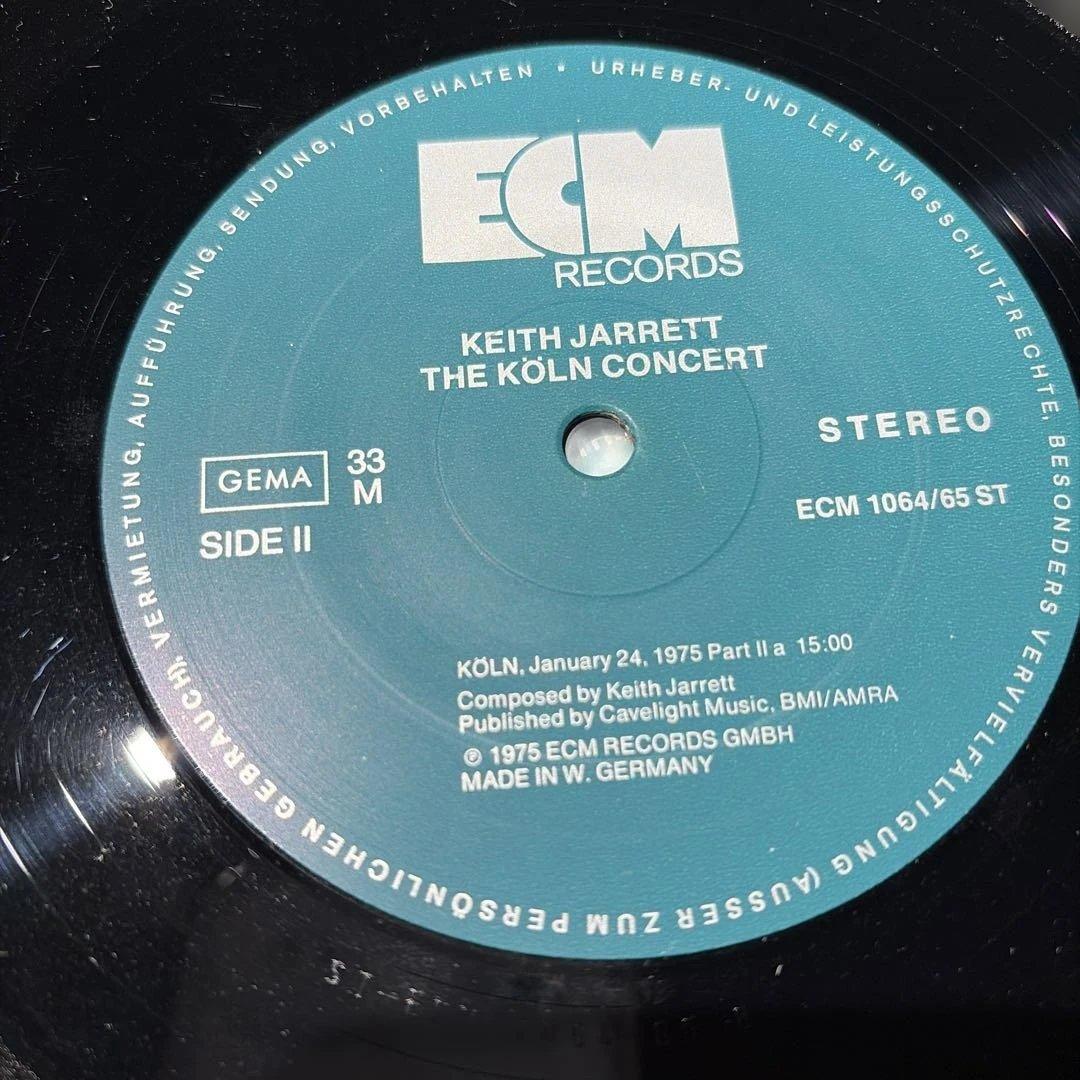 URHEBER- UND LEISTUNGSSCHUTZRECHTE, BESONDERS VERVIELFÄLTIGUNG (AUSSER ZUM PERSÖNLICHEN GEBRAUCH), VERMIETUNG, AUFFÜHRUNG, SENDUNG, VORBEHALTEN •
ECM
RECORDS
KEITH JARRETT
THE KÖLN CONCERT
STEREO
GEMA 33
M
ECM 1064/65 ST
SIDE II
KÖLN, January 24, 1975 Part II a 15:00
Composed by Keith Jarrett
Published by Cavelight Music, BMI/AMRA
℗ 1975 ECM RECORDS GMBH
MADE IN W. GERMANY